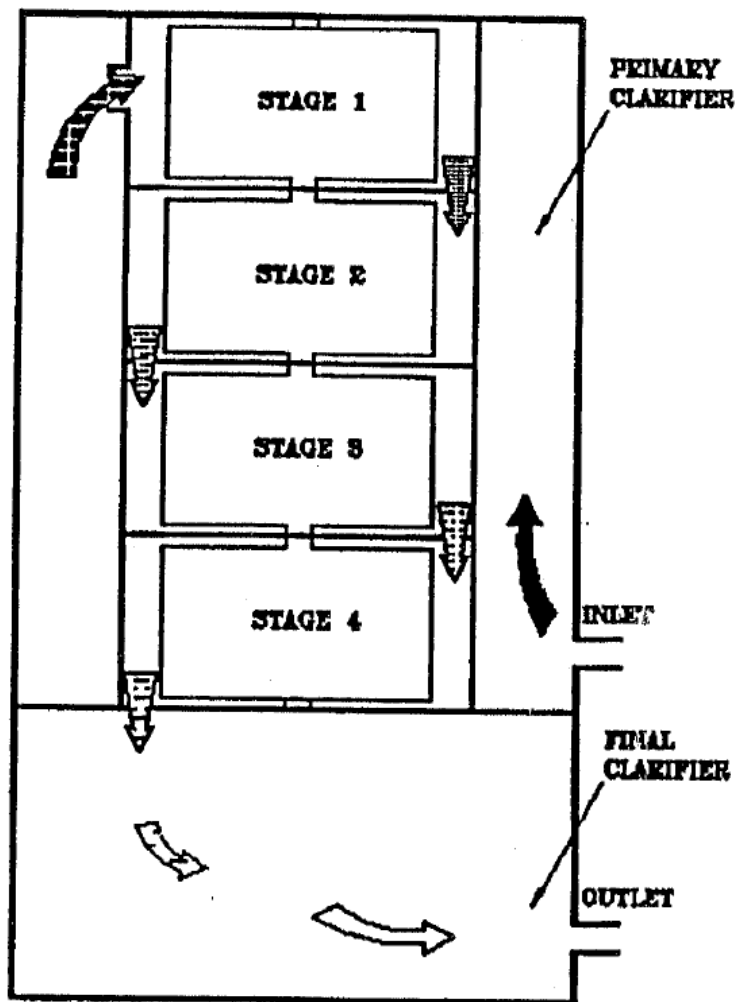 STAGE 1
PRIMARY
CLARIFIER
STAGE 2
STAGE 3
STAGE 4
INLET
FINAL
CLARIFIER
OUTLET